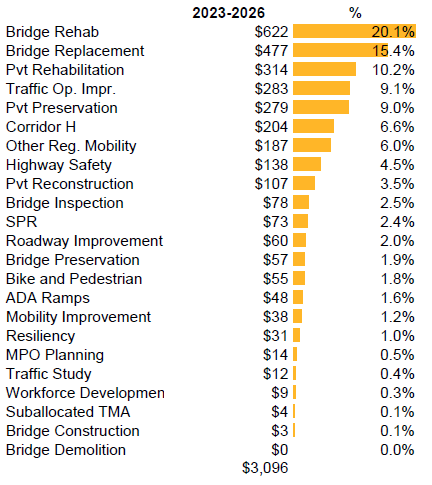 2023-2026 %
Bridge Rehab $622 20.1%
Bridge Replacement $477 15.4%
Pvt Rehabilitation $314 10.2%
Traffic Op. Impr. $283 9.1%
Pvt Preservation $279 9.0%
Corridor H $204 6.6%
Other Reg. Mobility $187 6.0%
Highway Safety $138 4.5%
Pvt Reconstruction $107 3.5%
Bridge Inspection $78 2.5%
SPR $73 2.4%
Roadway Improvement $60 2.0%
Bridge Preservation $57 1.9%
Bike and Pedestrian $55 1.8%
ADA Ramps $48 1.6%
Mobility Improvement $38 1.2%
Resiliency $31 1.0%
MPO Planning $14 0.5%
Traffic Study $12 0.4%
Workforce Developmen $9 0.3%
Suballocated TMA $4 0.1%
Bridge Construction $3 0.1%
Bridge Demolition $0 0.0%
$3,096